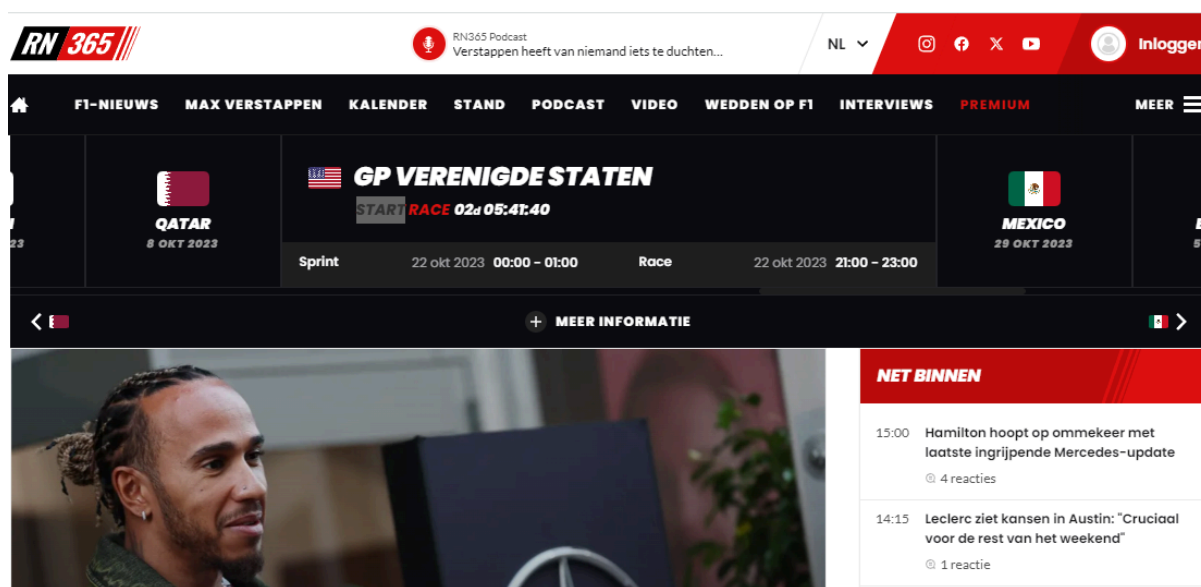 RN 365
RN365 Podcast
Verstappen heeft van niemand iets te duchten...
NL
Inlogger
F1-NIEUWS MAX VERSTAPPEN KALENDER STAND PODCAST VIDEO WEDDEN OP F1 INTERVIEWS PREMIUM MEER
GP VERENIGDE STATEN
START RACE 02d 05:41:40
QATAR
8 OKT 2023
MEXICO
29 OKT 2023
23
5
Sprint 22 okt 2023 00:00 - 01:00 Race 22 okt 2023 21:00 - 23:00
MEER INFORMATIE
NET BINNEN
15:00 Hamilton hoopt op ommekeer met
laatste ingrijpende Mercedes-update
4 reacties
14:15 Leclerc ziet kansen in Austin: "Cruciaal
voor de rest van het weekend"
1 reactie